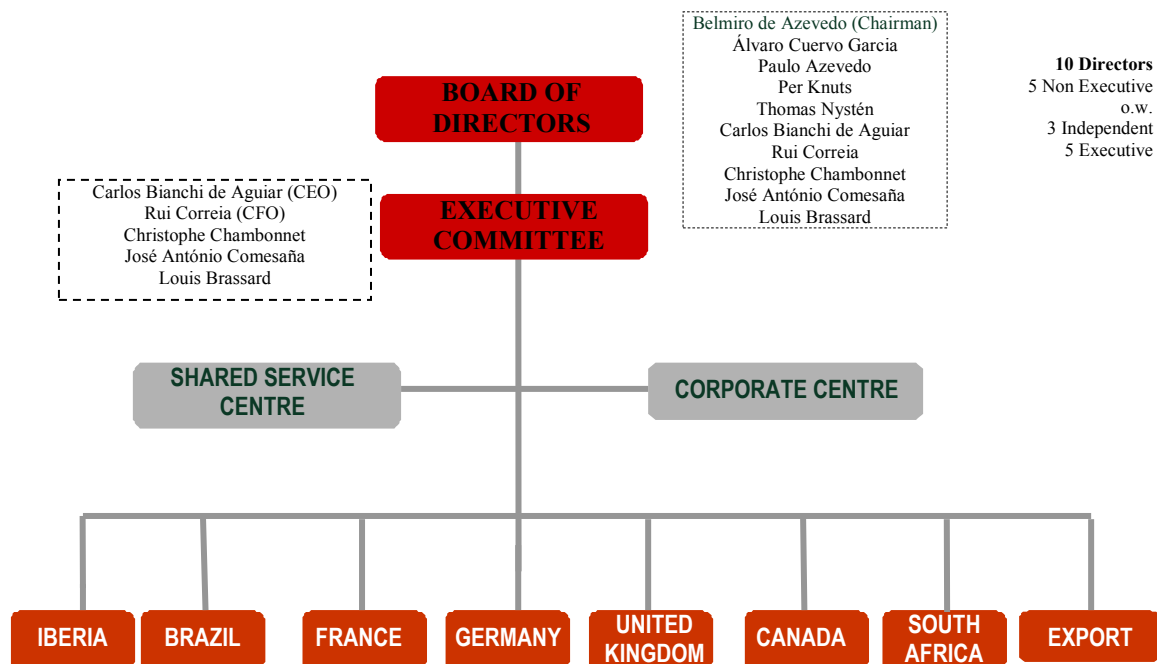 Belmiro de Azevedo (Chairman)
Álvaro Cuervo Garcia
Paulo Azevedo
Per Knuts
Thomas Nystén
Carlos Bianchi de Aguiar
Rui Correia
Christophe Chambonnet
José António Comesaña
Louis Brassard
10 Directors
5 Non Executive
o.w.
3 Independent
5 Executive
BOARD OF
DIRECTORS
Carlos Bianchi de Aguiar (CEO)
Rui Correia (CFO)
Christophe Chambonnet
José António Comesaña
Louis Brassard
EXECUTIVE
COMMITTEE
SHARED SERVICE
CENTRE
CORPORATE CENTRE
IBERIA
BRAZIL
FRANCE
GERMANY
UNITED
KINGDOM
CANADA
SOUTH
AFRICA
EXPORT